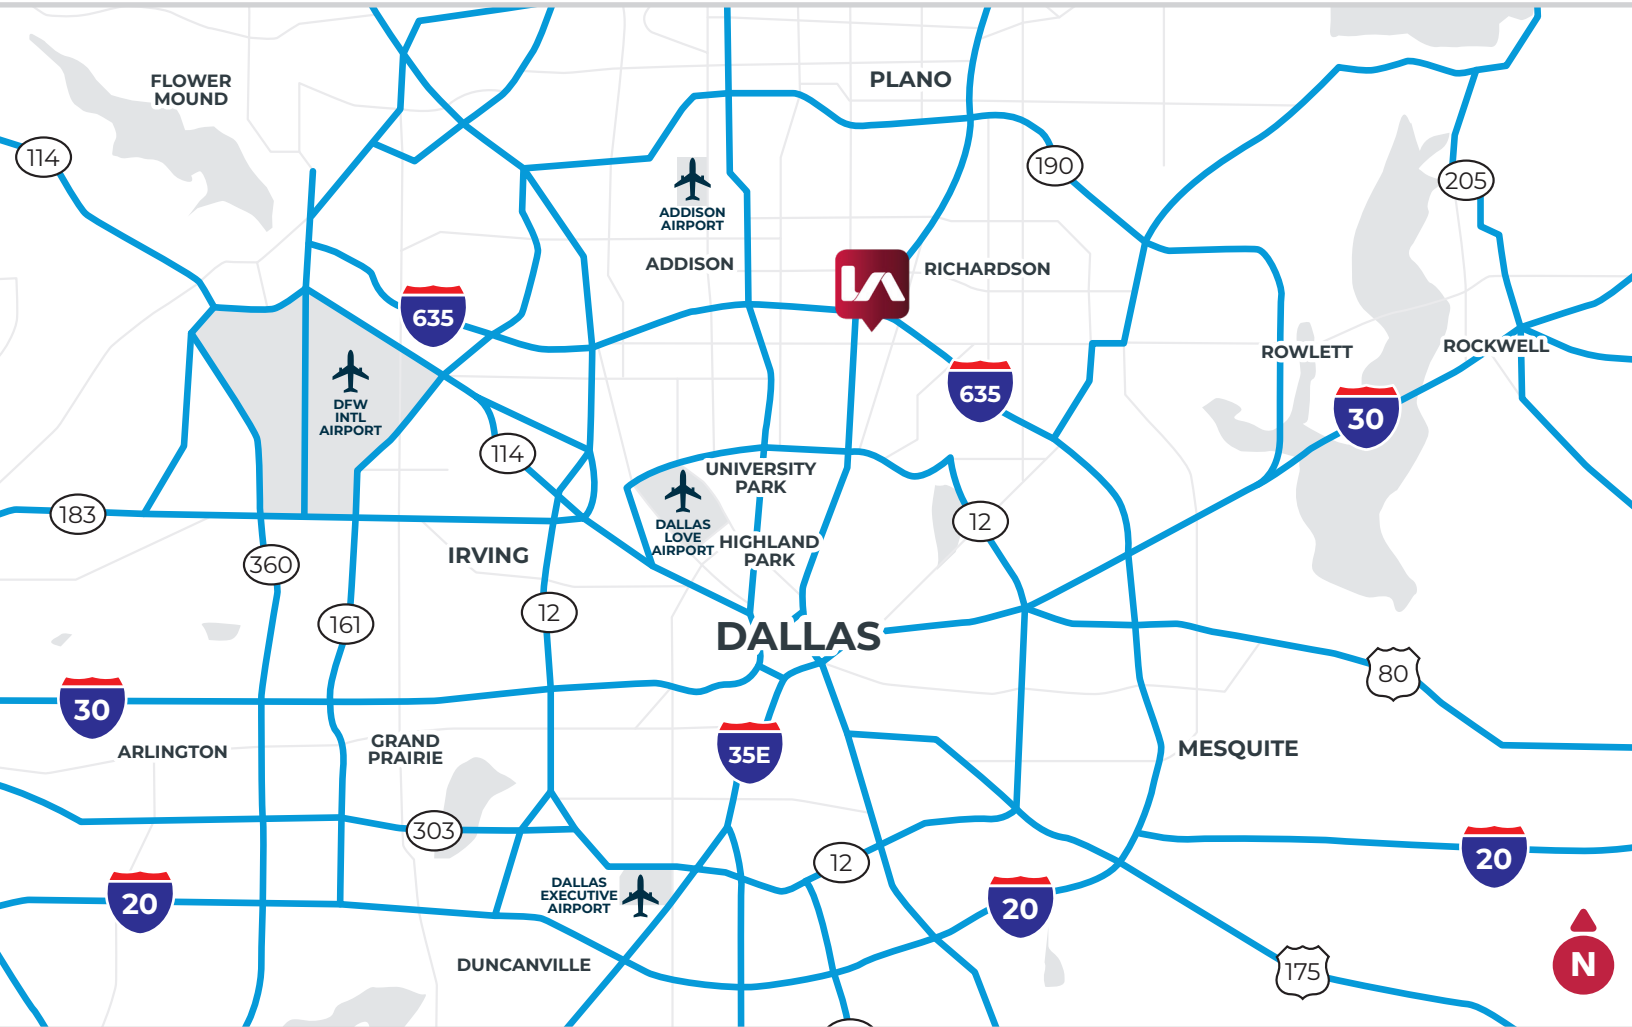 FLOWER
MOUND
PLANO
114
190
205
ADDISON
AIRPORT
ADDISON
LA
RICHARDSON
635
ROWLETT
ROCKWELL
DFW
INTL
AIRPORT
635
30
114
UNIVERSITY
PARK
183
DALLAS
LOVE
AIRPORT
HIGHLAND
PARK
12
IRVING
360
12
161
DALLAS
80
30
ARLINGTON
GRAND
PRAIRIE
35E
MESQUITE
303
12
20
20
DALLAS
EXECUTIVE
AIRPORT
20
DUNCANVILLE
175
N